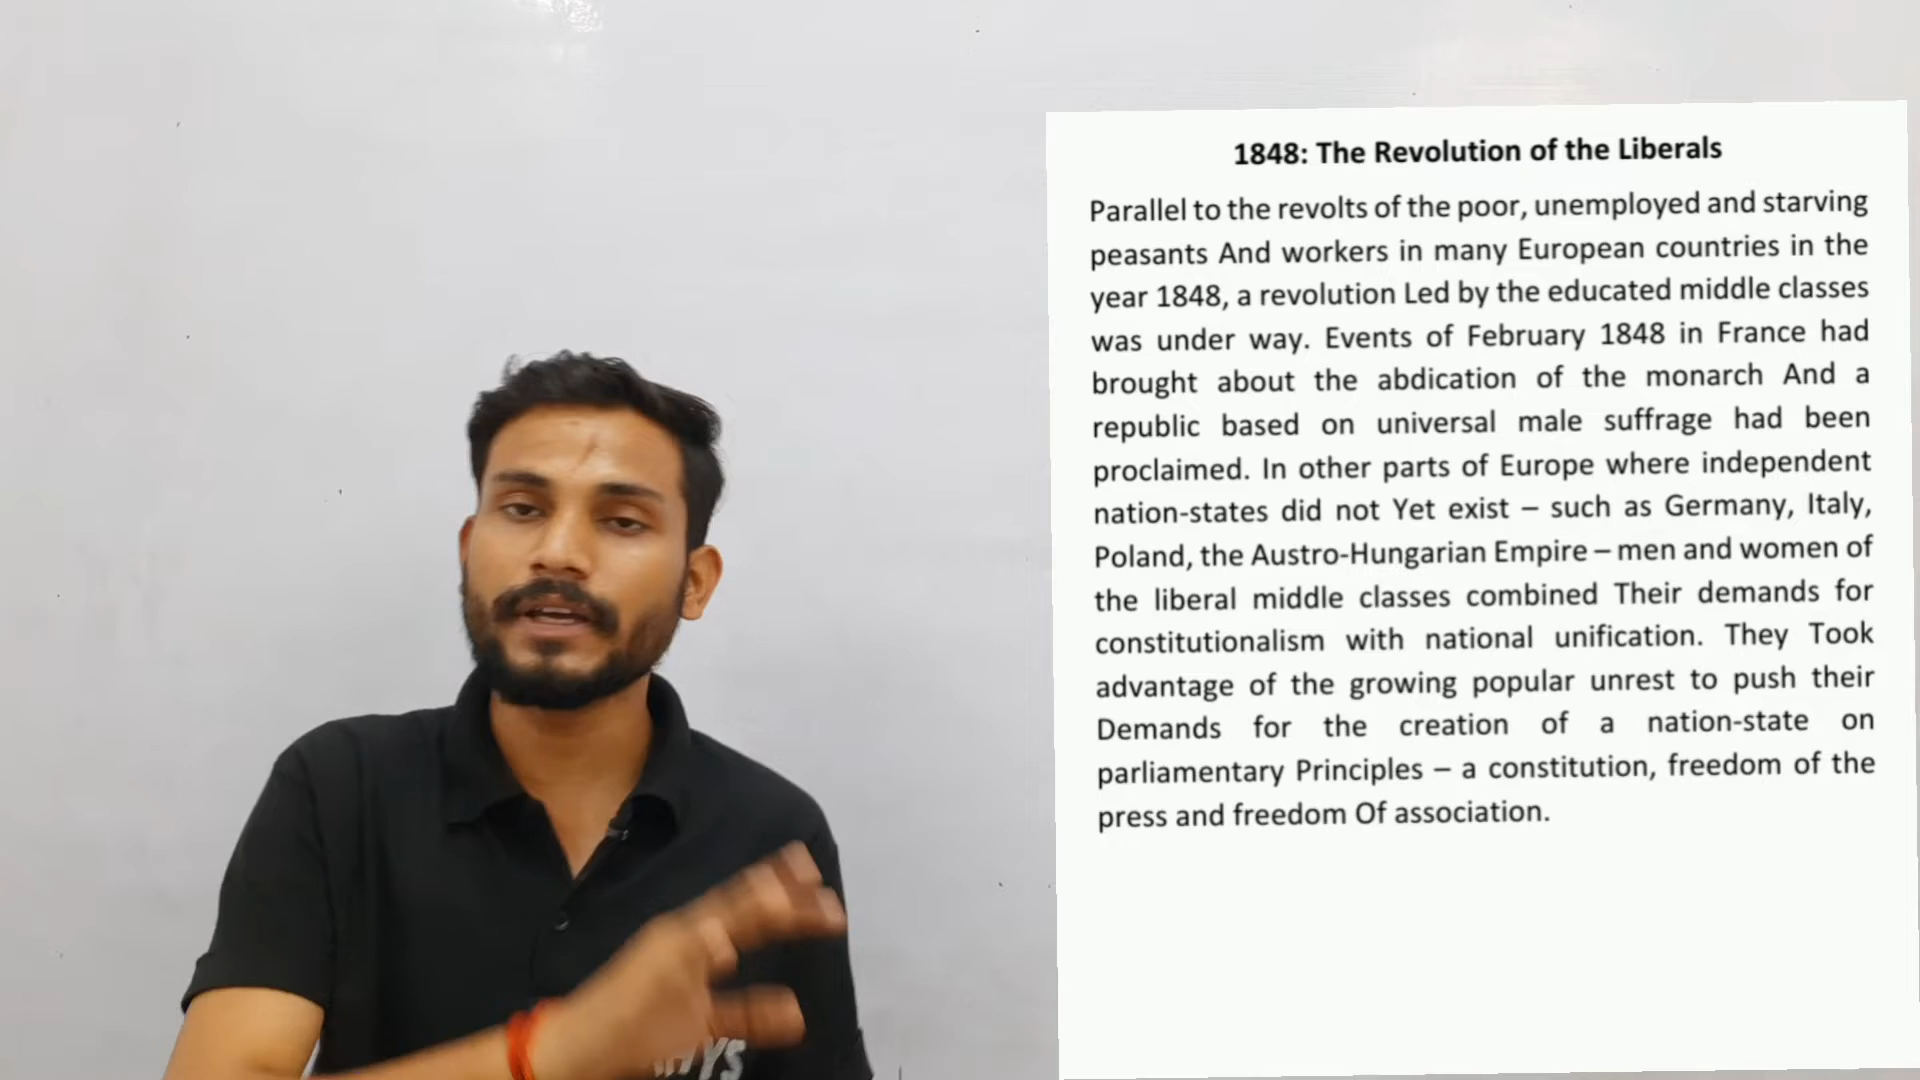 1848: The Revolution of the Liberals
Parallel to the revolts of the poor, unemployed and starving
peasants And workers in many European countries in the
year 1848, a revolution Led by the educated middle classes
was under way. Events of February 1848 in France had
brought about the abdication of the monarch And a
republic based on universal male suffrage had been
proclaimed. In other parts of Europe where independent
nation-states did not Yet exist – such as Germany, Italy,
Poland, the Austro-Hungarian Empire – men and women of
the liberal middle classes combined Their demands for
constitutionalism with national unification. They Took
advantage of the growing popular unrest to push their
Demands for the creation of a nation-state on
parliamentary Principles – a constitution, freedom of the
press and freedom Of association.